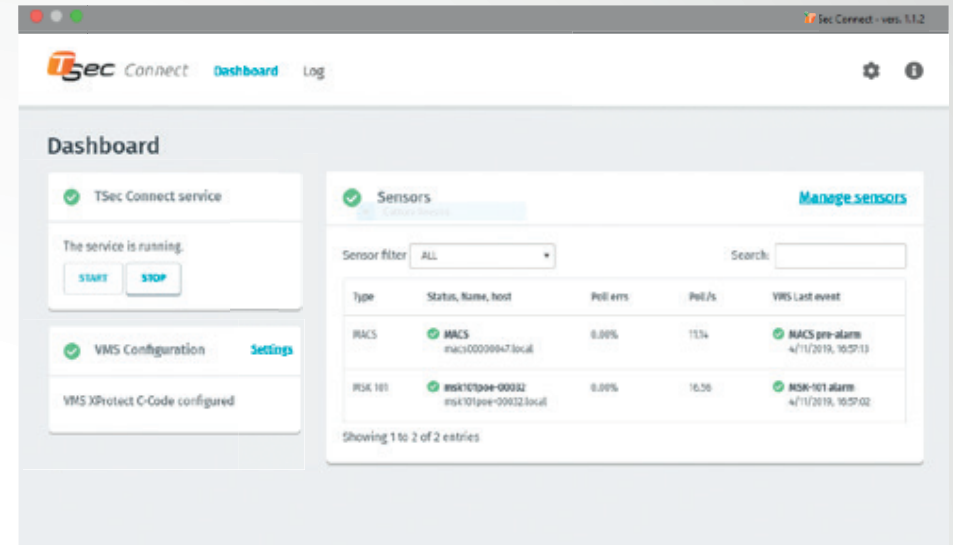 TSec Connect - vers. 1.1.2
Tsec Connect Dashboard Log
Dashboard
TSec Connect service
The service is running.
START STOP
VMS Configuration Settings
VMS XProtect C-Code configured
Sensors Manage sensors
Sensor filter ALL Search:
Type Status, Name, host Poll errs Poll/s VMS Last event
MACS MACS 0.00% 11.14 MACS pre-alarm
macs00000047.local 4/11/2019, 16:57:13
MSK 101 msk101poe-00032 0.00% 16.56 MSK-101 alarm
msk101poe-00032.local 4/11/2019, 16:57:02
Showing 1 to 2 of 2 entries